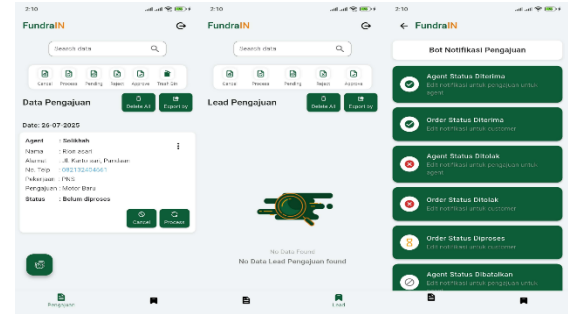 2:10
FundraIN
Search data
Cancel Process Pending Reject Approve Trash Bin
Data Pengajuan
Delete All
Export by
Date: 26-07-2025
Agent : Solikhah
Nama : Rion asari
Alamat : Jl. Kartosari, Pandaan
No. Telp : 082132404661
Pekerjaan : PNS
Pengajuan : Motor Baru
Status : Belum diproses
Cancel
Process
Pengajuan
2:10
FundraIN
Search data
Cancel Process Pending Reject Approve
Lead Pengajuan
Delete All
Export by
No Data Found
No Data Lead Pengajuan found
Lead
2:10
FundraIN
Bot Notifikasi Pengajuan
Agent Status Diterima
Edit notifikasi untuk pengajuan untuk agent
Order Status Diterima
Edit notifikasi untuk customer
Agent Status Ditolak
Edit notifikasi untuk pengajuan untuk agent
Order Status Ditolak
Edit notifikasi untuk customer
Order Status Diproses
Edit notifikasi untuk customer
Agent Status Dibatalkan
Edit notifikasi untuk pengajuan untuk